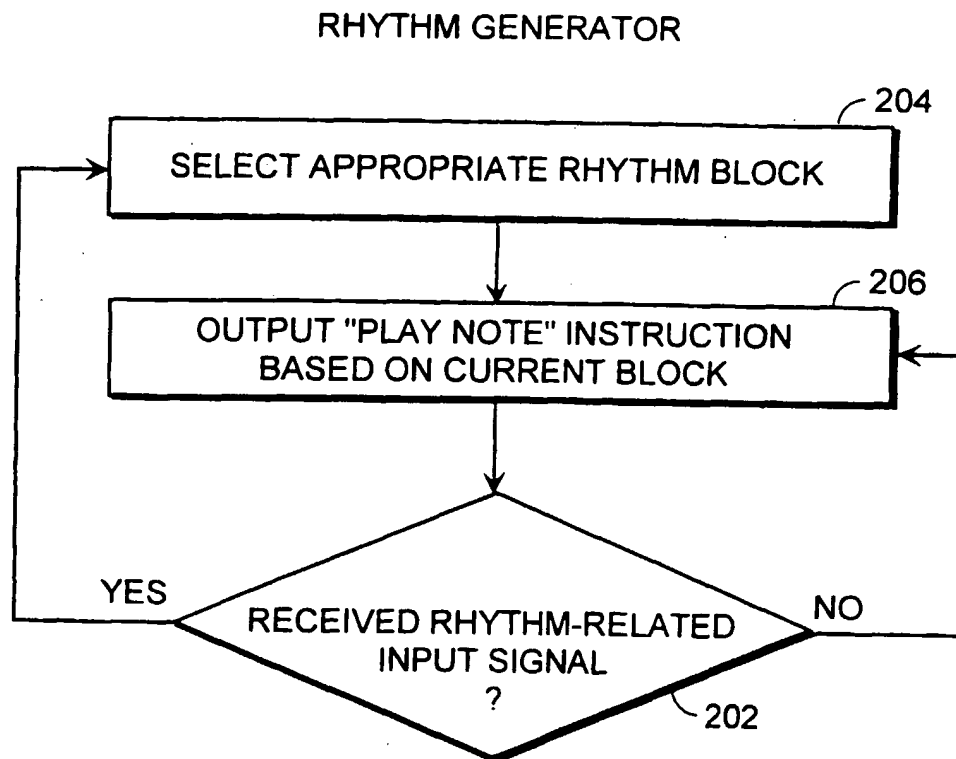 RHYTHM GENERATOR
204
SELECT APPROPRIATE RHYTHM BLOCK
206
OUTPUT "PLAY NOTE" INSTRUCTION
BASED ON CURRENT BLOCK
YES
NO
RECEIVED RHYTHM-RELATED
INPUT SIGNAL
?
202